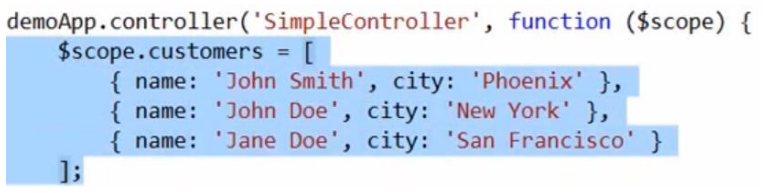 demoApp.controller('SimpleController', function ($scope) {
    $scope.customers = [
        { name: 'John Smith', city: 'Phoenix' },
        { name: 'John Doe', city: 'New York' },
        { name: 'Jane Doe', city: 'San Francisco' }
    ];